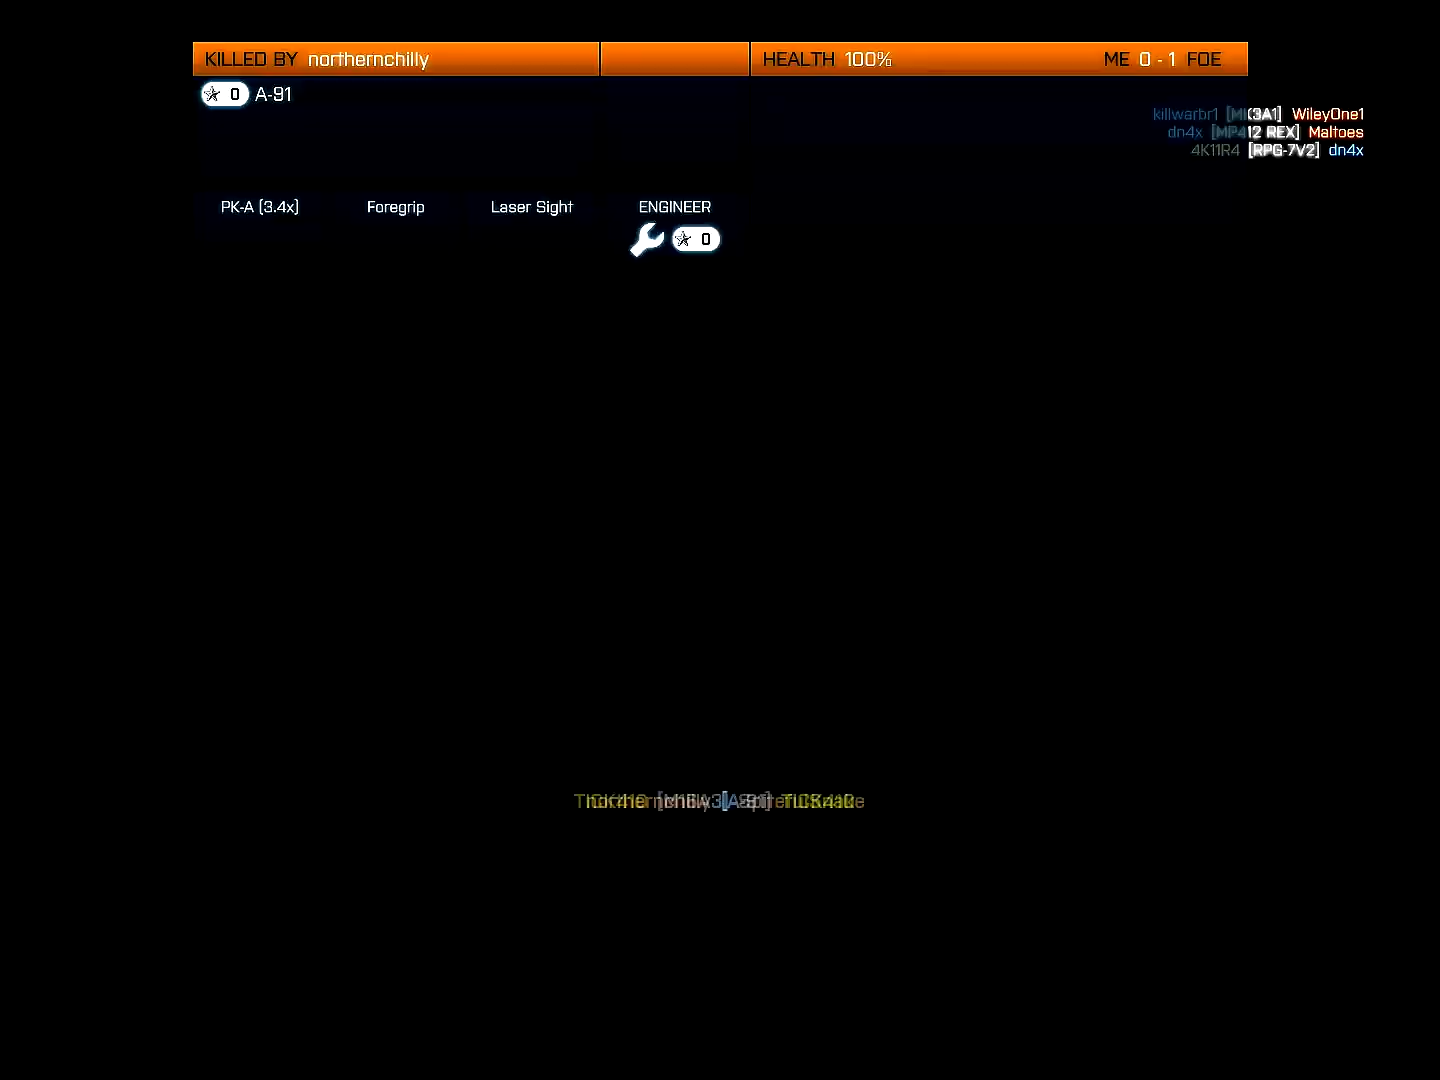 KILLED BY northernchilly HEALTH 100% ME 0 - 1 FOE
0 A-91
killwarbr1 [MK3A1] WileyOne1
dn4x [MP412 REX] Maltoes
4K11R4 [RPG-7V2] dn4x
PK-A (3.4x) Foregrip Laser Sight ENGINEER
0